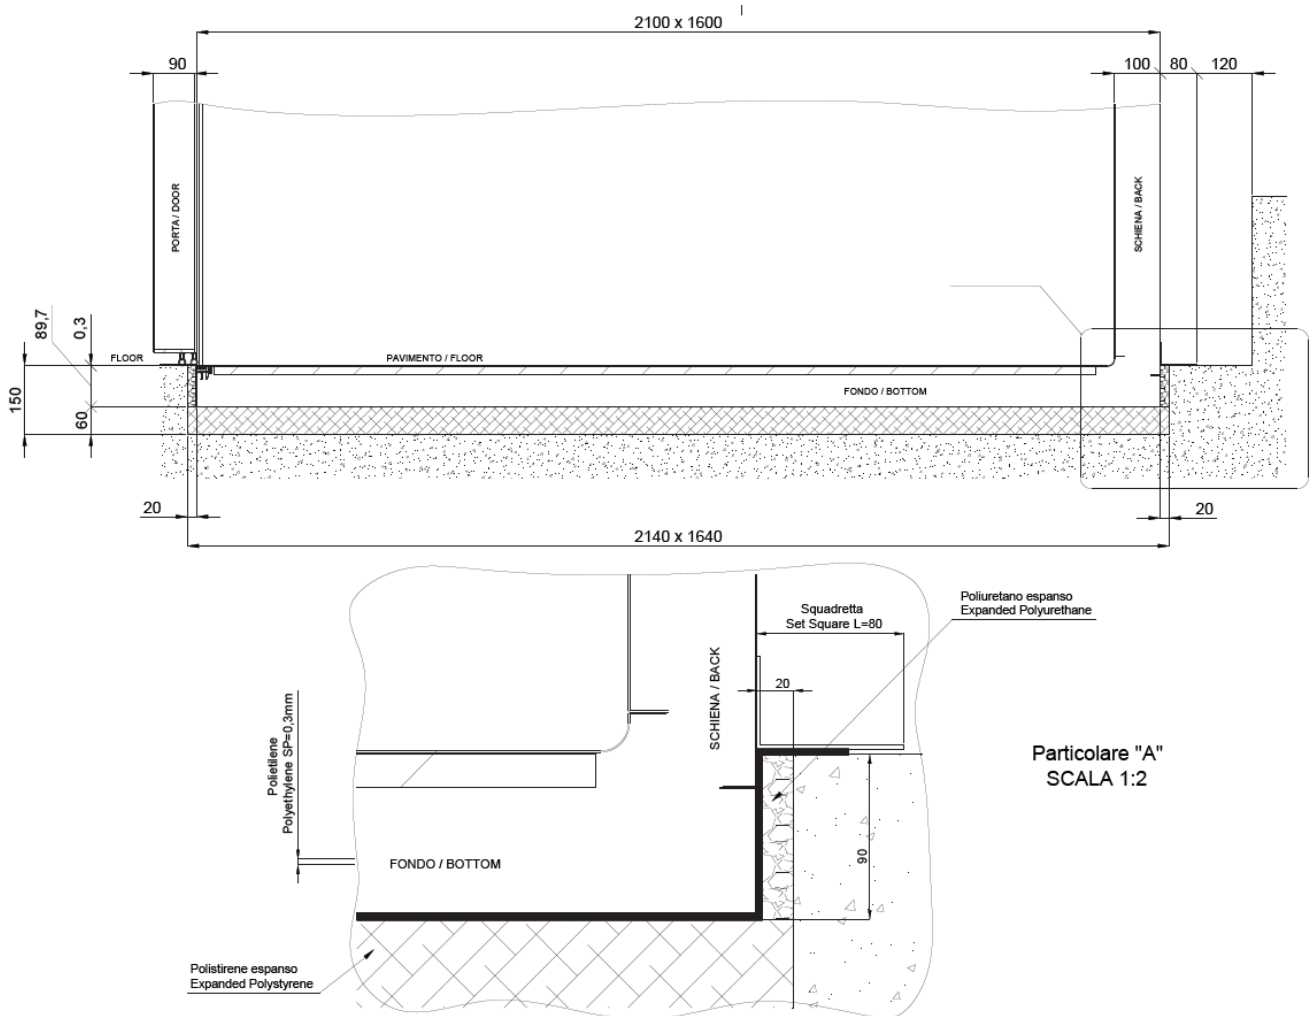 2100 x 1600
90
100
80
120
PORTA / DOOR
SCHIENA / BACK
89,7
0,3
FLOOR
PAVIMENTO / FLOOR
FONDO / BOTTOM
150
60
20
20
2140 x 1640
Poliuretano espanso
Expanded Polyurethane
Squadretta
Set Square L=80
SCHIENA / BACK
20
Polietilene
Polyethylene SP=0,3mm
Particolare "A"
SCALA 1:2
FONDO / BOTTOM
90
Polistirene espanso
Expanded Polystyrene